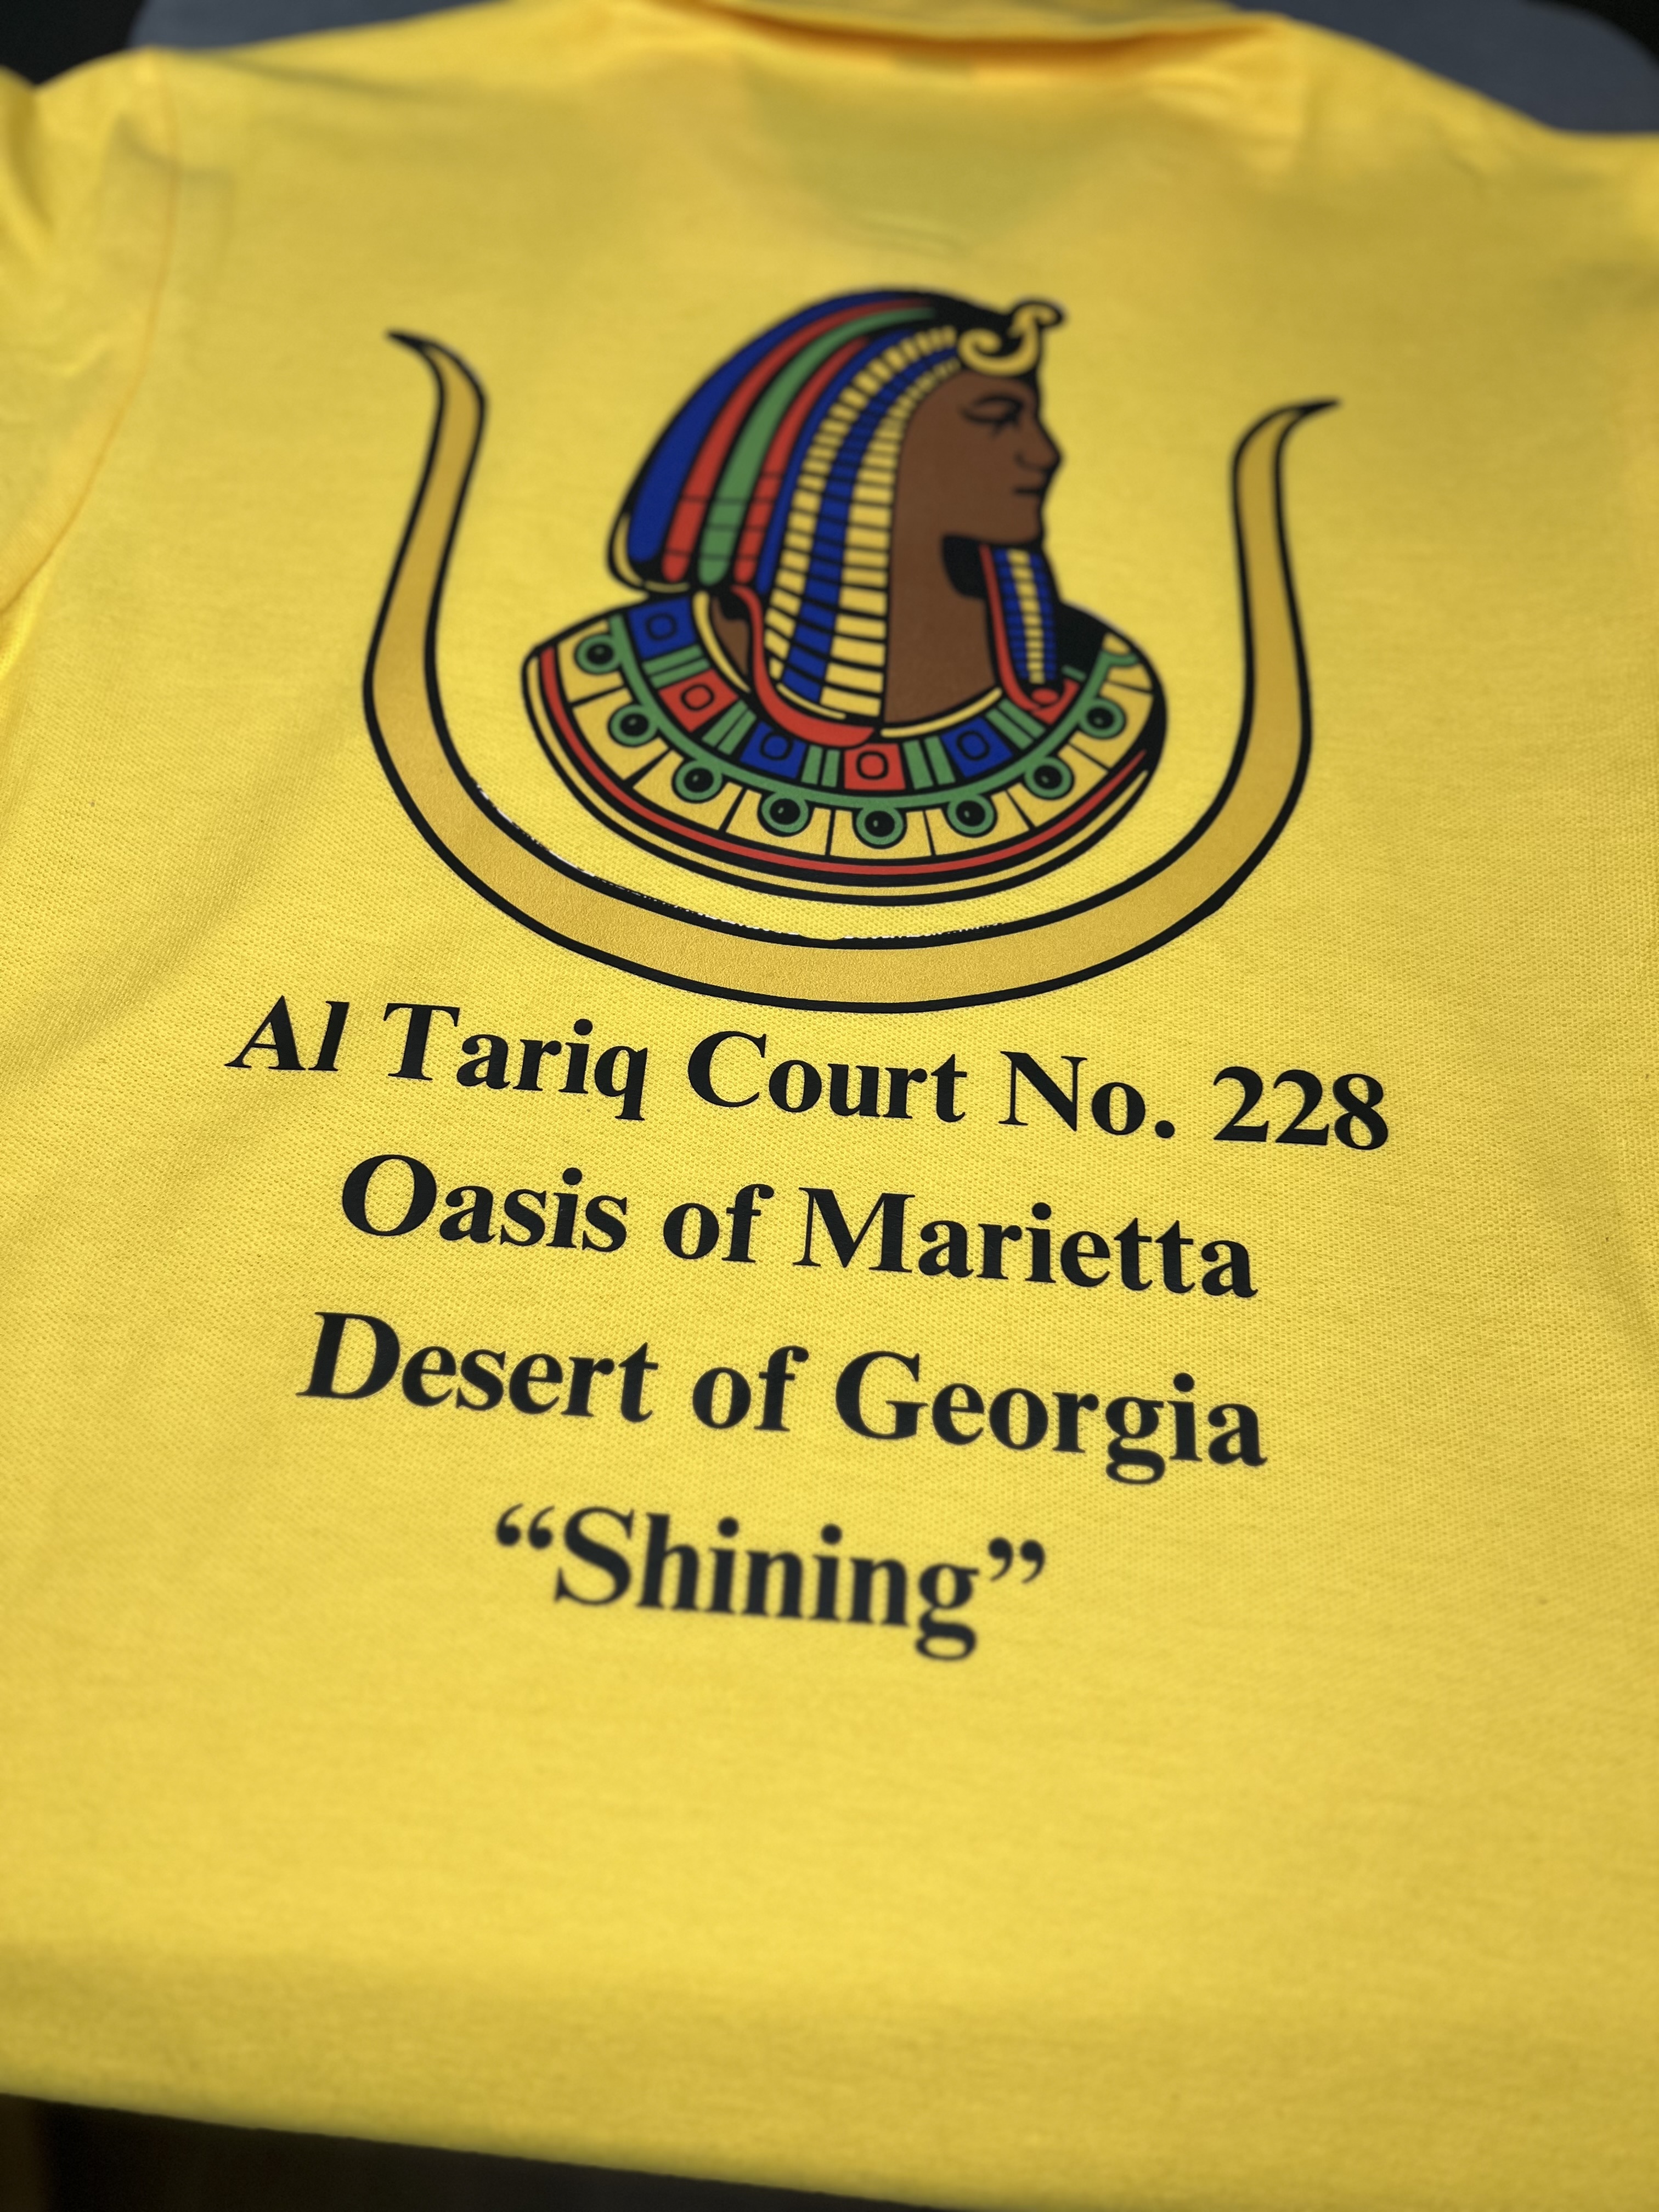 Al Tariq Court No. 228
Oasis of Marietta
Desert of Georgia
“Shining”